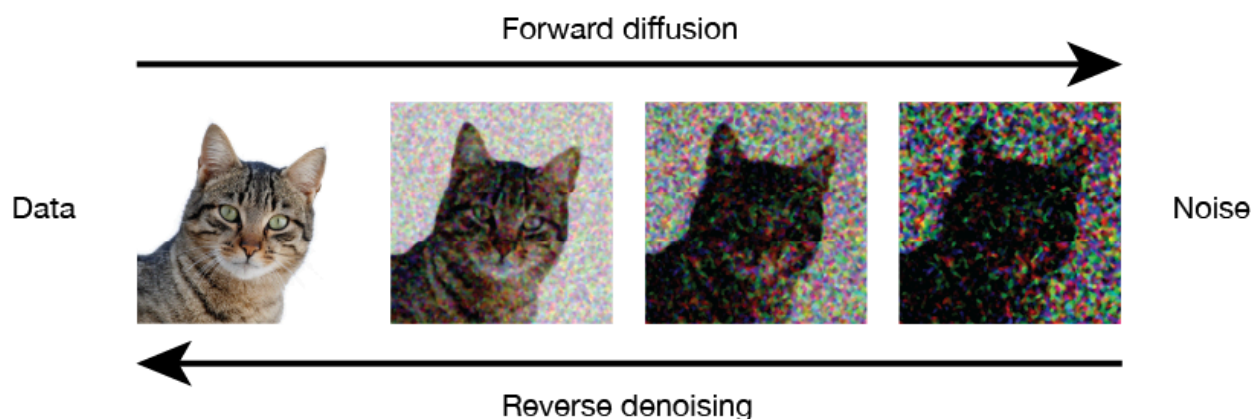 Forward diffusion
Data
Noise
Reverse denoising